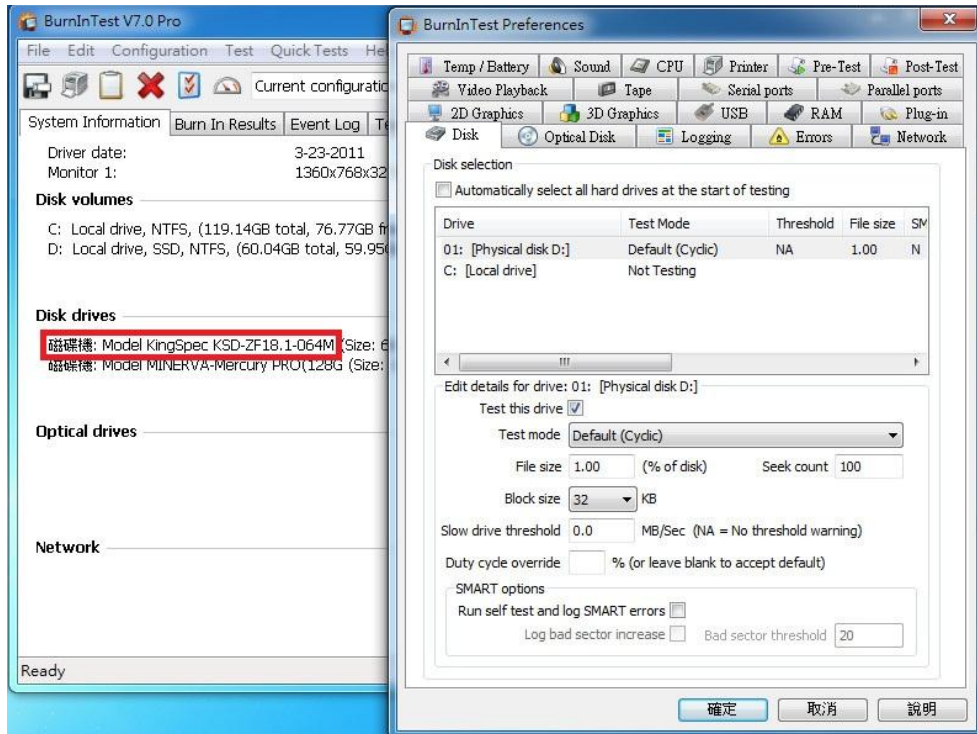 BurnInTest V7.0 Pro
File Edit Configuration Test Quick Tests
Current configuratio
System Information Burn In Results Event Log
Driver date: 3-23-2011
Monitor 1: 1360x768x32
Disk volumes
C: Local drive, NTFS, (119.14GB total, 76.77GB
D: Local drive, SSD, NTFS, (60.04GB total, 59.95G
Disk drives
磁碟機: Model KingSpec KSD-ZF18.1-064M (Size: 6
磁碟機: Model MINERVA-Mercury PRO(128G (Size:
Optical drives
Network
Ready
BurnInTest Preferences
Temp / Battery Sound CPU Printer Pre-Test Post-Test
Video Playback Tape Serial ports Parallel ports
2D Graphics 3D Graphics USB RAM Plug-in
Disk Optical Disk Logging Errors Network
Disk selection
Automatically select all hard drives at the start of testing
Drive Test Mode Threshold File size SM
01: [Physical disk D:] Default (Cyclic) NA 1.00 N
C: [Local drive] Not Testing
Edit details for drive: 01: [Physical disk D:]
Test this drive
Test mode Default (Cyclic)
File size 1.00 (% of disk) Seek count 100
Block size 32 KB
Slow drive threshold 0.0 MB/Sec (NA = No threshold warning)
Duty cycle override % (or leave blank to accept default)
SMART options
Run self test and log SMART errors
Log bad sector increase Bad sector threshold 20
確定 取消 說明